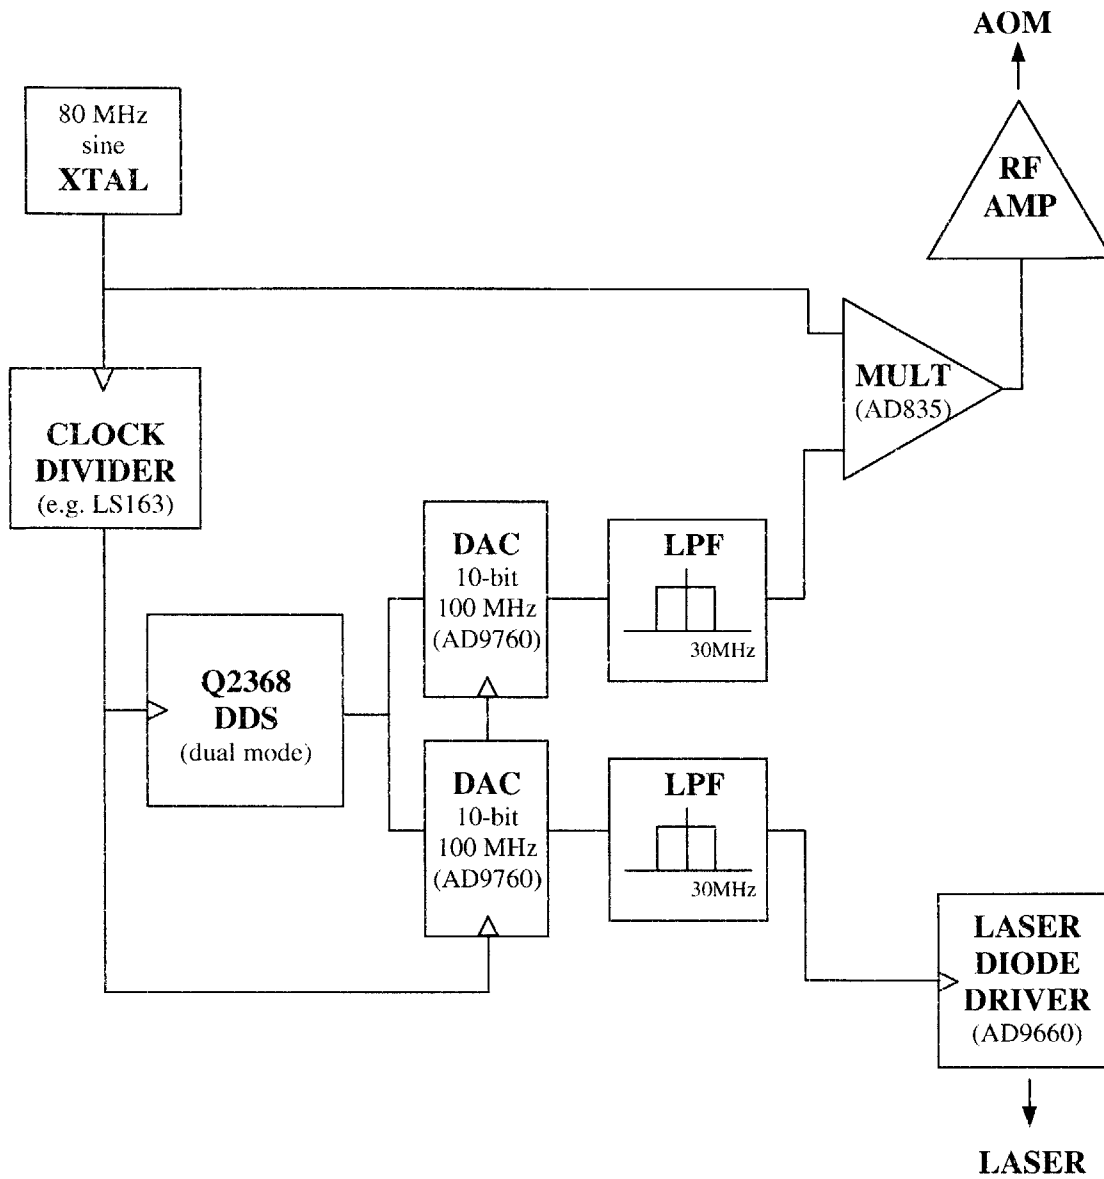 AOM
80 MHz
sine
XTAL
RF
AMP
MULT
(AD835)
CLOCK
DIVIDER
(e.g. LS163)
DAC
10-bit
100 MHz
(AD9760)
LPF
30MHz
Q2368
DDS
(dual mode)
DAC
10-bit
100 MHz
(AD9760)
LPF
30MHz
LASER
DIODE
DRIVER
(AD9660)
LASER